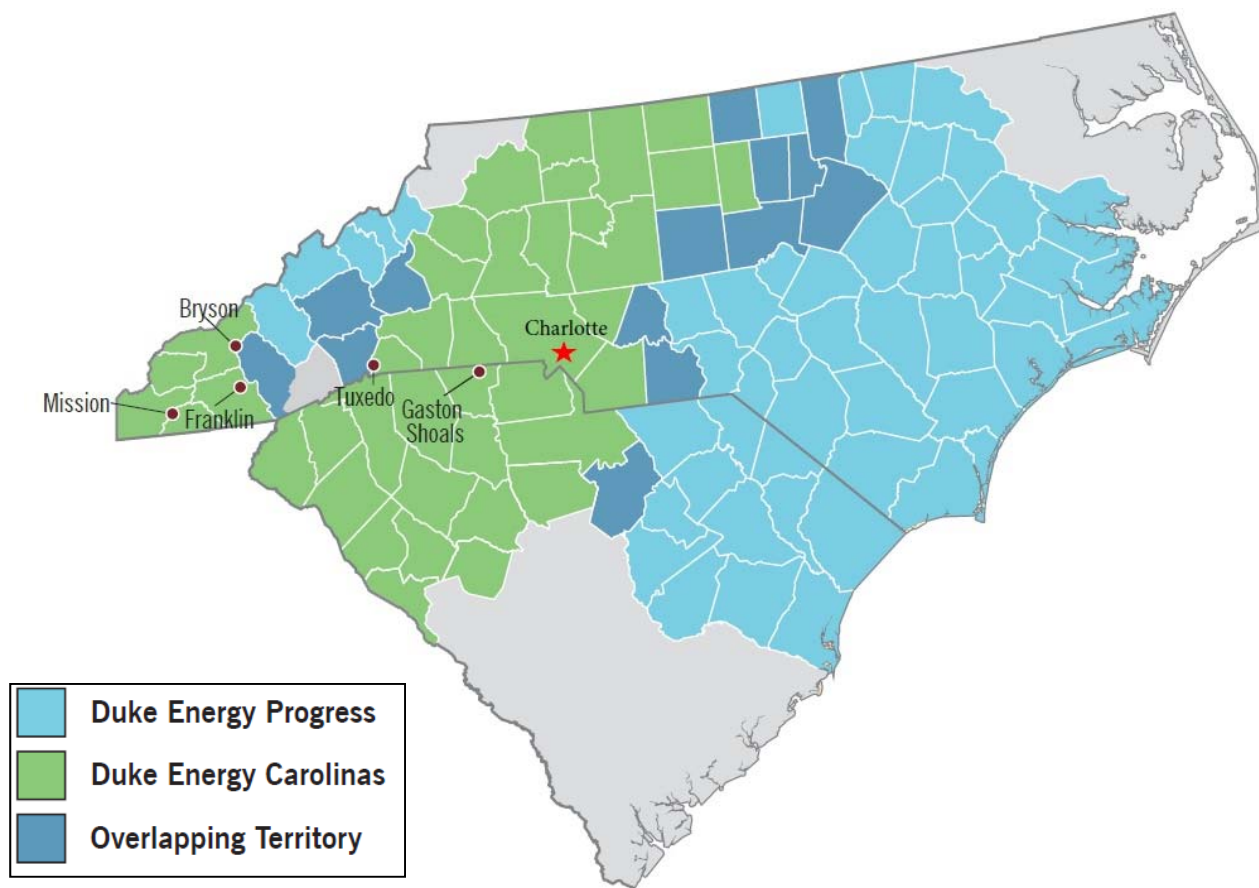 Bryson
Charlotte
Mission
Franklin
Tuxedo
Gaston
Shoals
Duke Energy Progress
Duke Energy Carolinas
Overlapping Territory